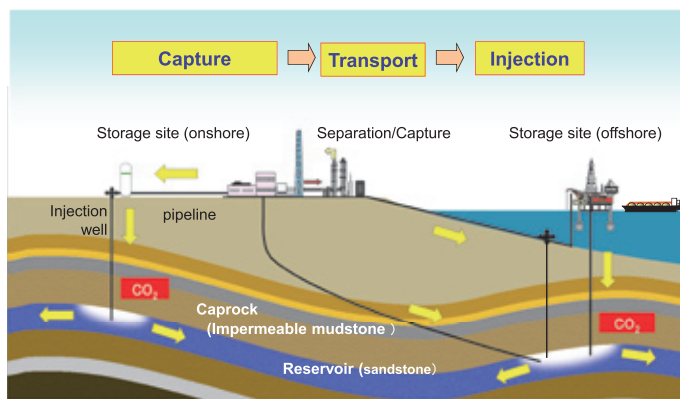 Capture
Transport
Injection
Storage site (onshore)
Separation/Capture
Storage site (offshore)
Injection
well
pipeline
CO₂
Caprock
(Impermeable mudstone ）
CO₂
Reservoir (sandstone）